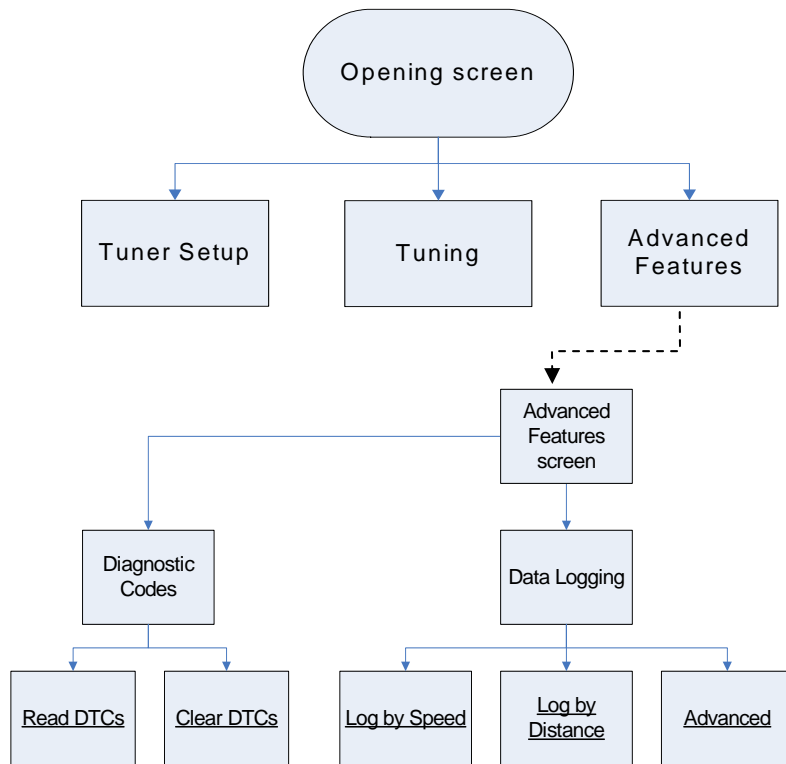 Opening screen
Tuner Setup
Tuning
Advanced
Features
Advanced
Features
screen
Diagnostic
Codes
Data Logging
Read DTCs
Clear DTCs
Log by Speed
Log by
Distance
Advanced